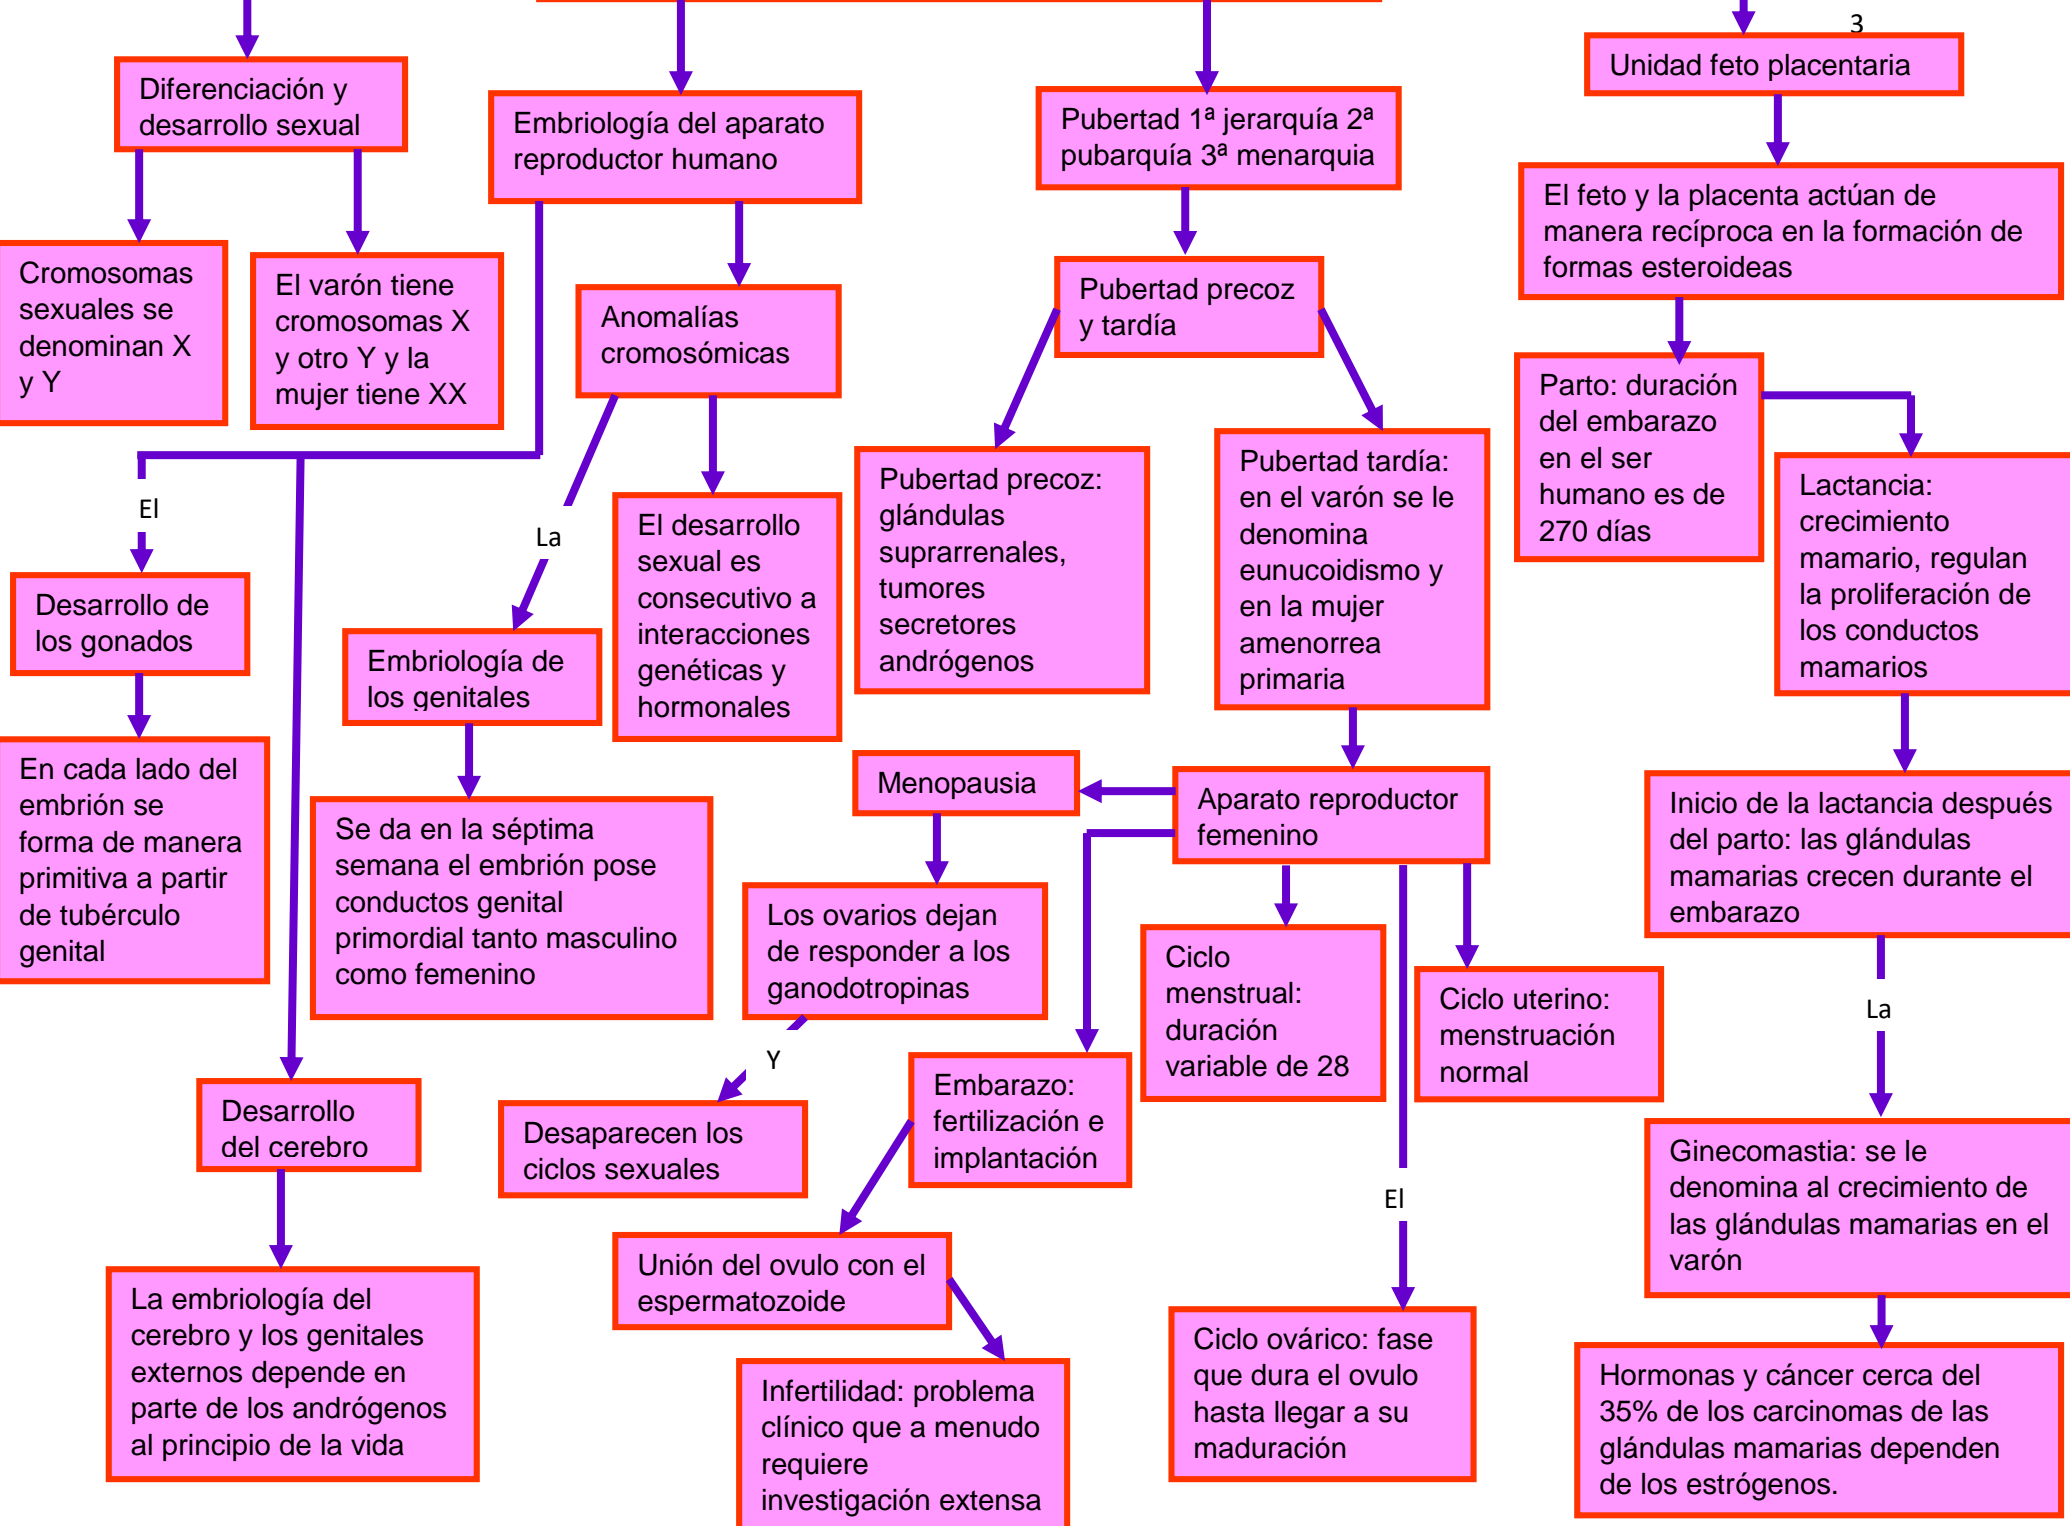 3
Diferenciación y
desarrollo sexual
Embriología del aparato
reproductor humano
Pubertad 1ª jerarquía 2ª
pubarquía 3ª menarquia
Unidad feto placentaria
Cromosomas
sexuales se
denominan X
y Y
El varón tiene
cromosomas X
y otro Y y la
mujer tiene XX
Anomalías
cromosómicas
Pubertad precoz
y tardía
El feto y la placenta actúan de
manera recíproca en la formación de
formas esteroideas
Parto: duración
del embarazo
en el ser
humano es de
270 días
Lactancia:
crecimiento
mamario, regulan
la proliferación de
los conductos
mamarios
El
La
El desarrollo
sexual es
consecutivo a
interacciones
genéticas y
hormonales
Pubertad precoz:
glándulas
suprarrenales,
tumores
secretores
andrógenos
Pubertad tardía:
en el varón se le
denomina
eunucoidismo y
en la mujer
amenorrea
primaria
Desarrollo de
los gonados
Embriología de
los genitales
En cada lado del
embrión se
forma de manera
primitiva a partir
de tubérculo
genital
Se da en la séptima
semana el embrión pose
conductos genital
primordial tanto masculino
como femenino
Menopausia
Aparato reproductor
femenino
Inicio de la lactancia después
del parto: las glándulas
mamarias crecen durante el
embarazo
Los ovarios dejan
de responder a los
ganodotropinas
Ciclo
menstrual:
duración
variable de 28
Ciclo uterino:
menstruación
normal
La
Y
Desarrollo
del cerebro
Desaparecen los
ciclos sexuales
Embarazo:
fertilización e
implantación
El
Ginecomastia: se le
denomina al crecimiento de
las glándulas mamarias en el
varón
La embriología del
cerebro y los genitales
externos depende en
parte de los andrógenos
al principio de la vida
Unión del ovulo con el
espermatozoide
Infertilidad: problema
clínico que a menudo
requiere
investigación extensa
Ciclo ovárico: fase
que dura el ovulo
hasta llegar a su
maduración
Hormonas y cáncer cerca del
35% de los carcinomas de las
glándulas mamarias dependen
de los estrógenos.